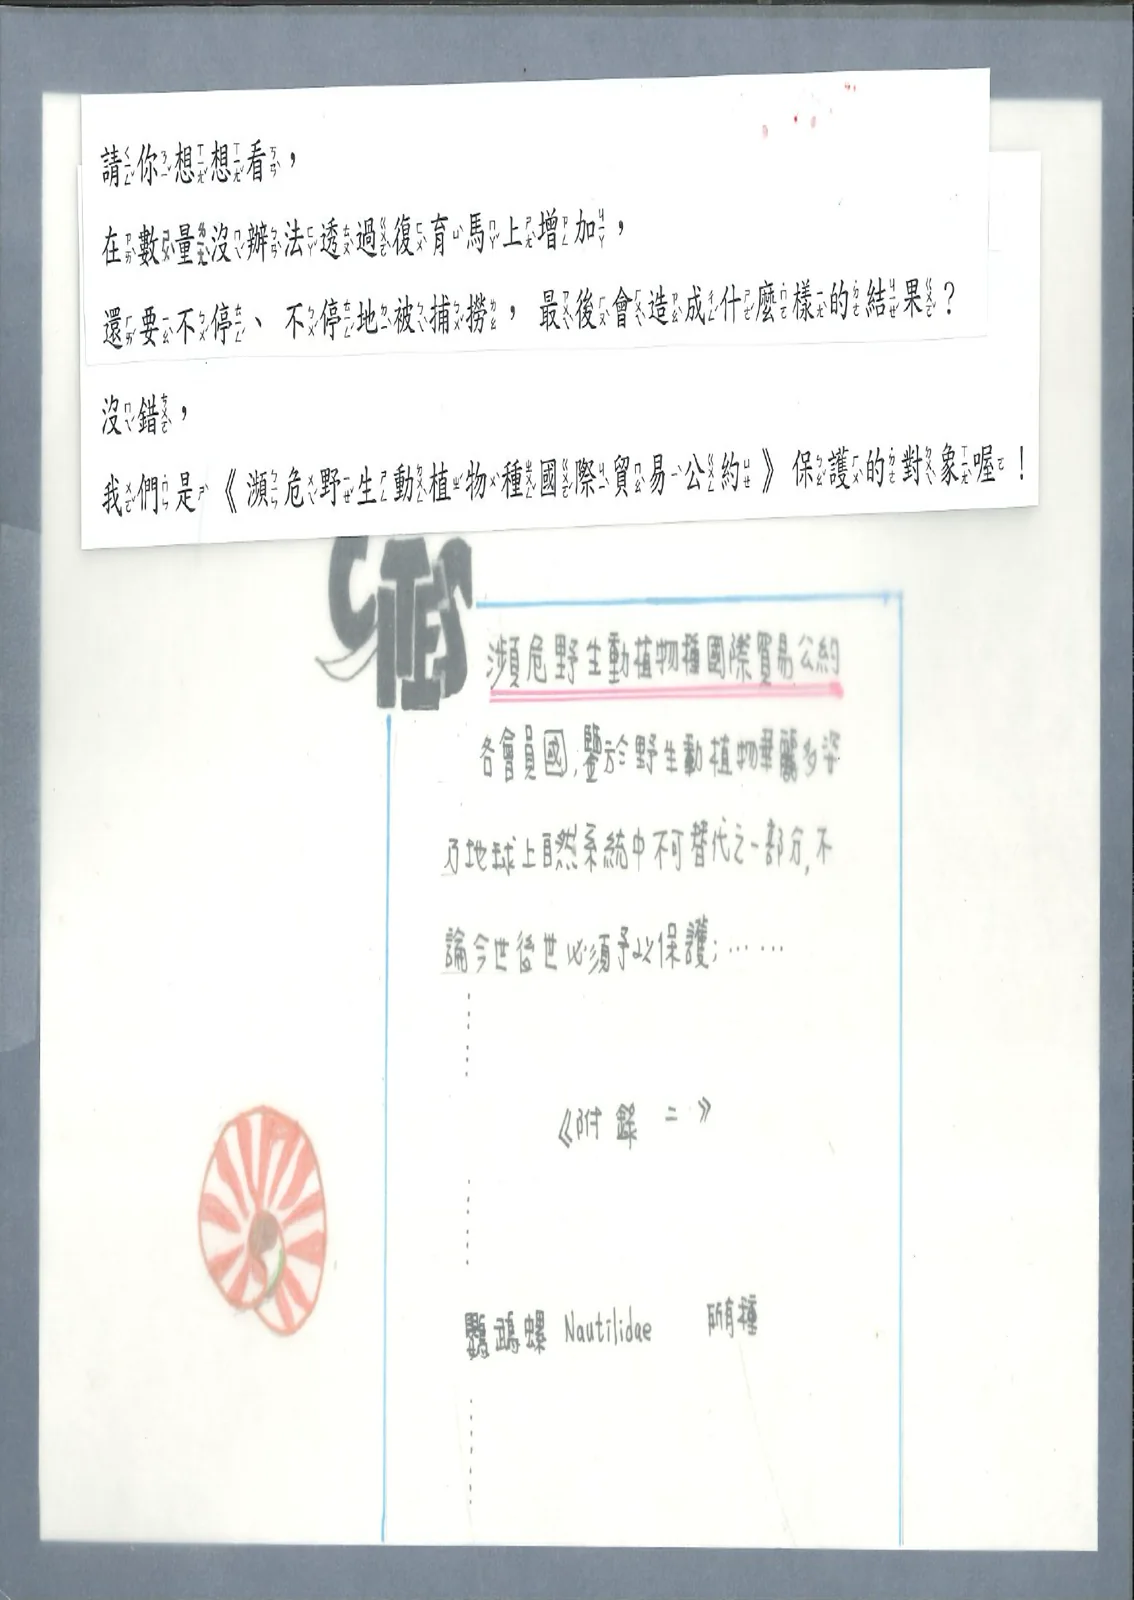 請你想想看，
在數量沒辦法透過復育馬上增加，
還要不停、不停地被捕撈，最後會造成什麼樣的結果？
沒錯，
我們是《瀕危野生動植物種國際貿易公約》保護的對象喔！
CITES
瀕危野生動植物種國際貿易公約
各會員國，鑒於野生動植物華麗多姿
乃地球上自然系統中不可替代之一部分，不
論今世後世必須予以保護；……
《附錄二》
鸚鵡螺 Nautilidae 所有種